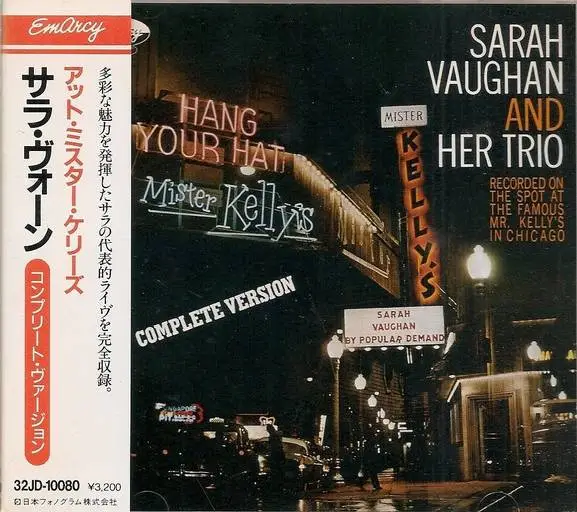 EmArcy
アット・ミスター・ケリーズ
サラ・ヴォーン
コンプリート・ヴァージョン
多彩な魅力を発揮したサラの代表的ライヴを完全収録。
32JD-10080 ¥3,200
日本フォノグラム株式会社
SARAH
VAUGHAN
AND
HER TRIO
RECORDED ON
THE SPOT AT
THE FAMOUS
MR. KELLY'S
IN CHICAGO
HANG
YOUR HAT
Mister Kelly's
MISTER
KELLY'S
COMPLETE VERSION
SARAH
VAUGHAN
BY POPULAR DEMAND
SINGAPORE